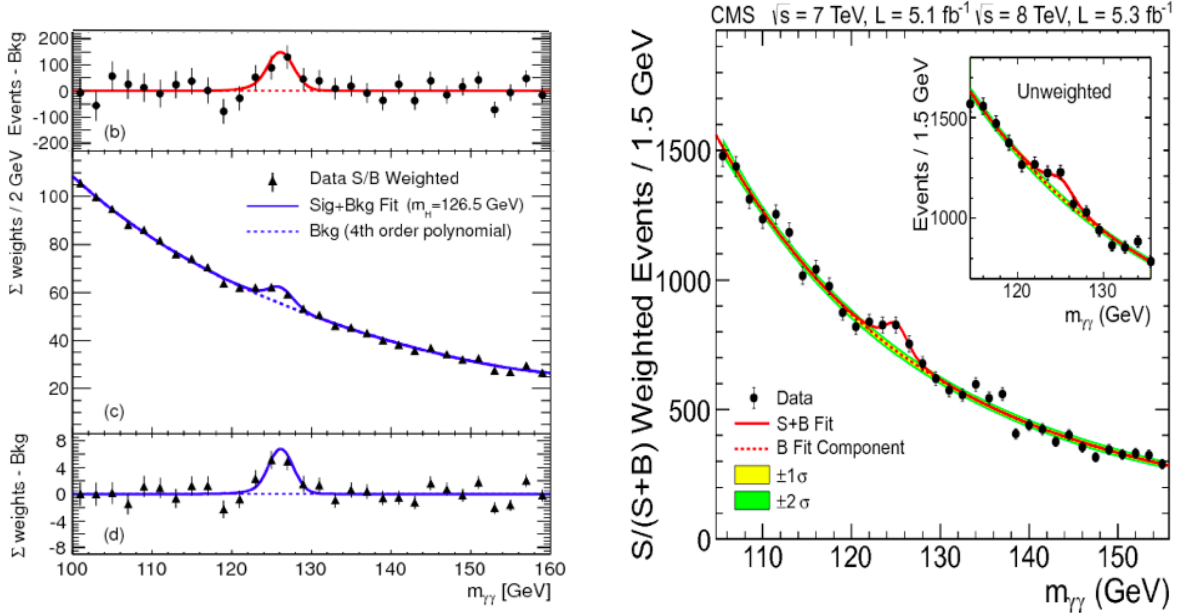 200
100
0
-100
-200
Events - Bkg
(b)
100
80
60
40
20
Σ weights / 2 GeV
Data S/B Weighted
Sig+Bkg Fit (m_H=126.5 GeV)
Bkg (4th order polynomial)
(c)
8
4
0
-4
-8
Σ weights - Bkg
(d)
100 110 120 130 140 150 160
m_γγ [GeV]
CMS √s = 7 TeV, L = 5.1 fb⁻¹ √s = 8 TeV, L = 5.3 fb⁻¹
S/(S+B) Weighted Events / 1.5 GeV
1500
1000
500
0
Unweighted
Events / 1.5 GeV
1500
1000
120 130
m_γγ (GeV)
Data
S+B Fit
B Fit Component
±1σ
±2 σ
110 120 130 140 150
m_γγ (GeV)